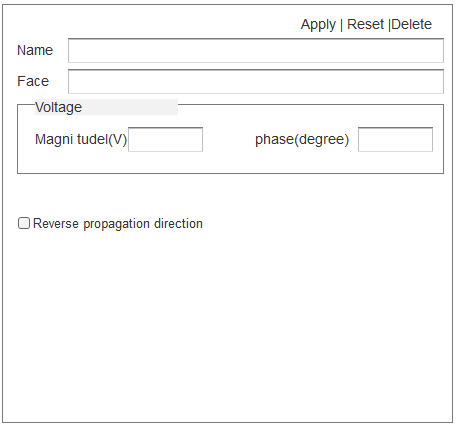 Apply | Reset |Delete
Name
Face
Voltage
Magni tudel(V) phase(degree)
Reverse propagation direction